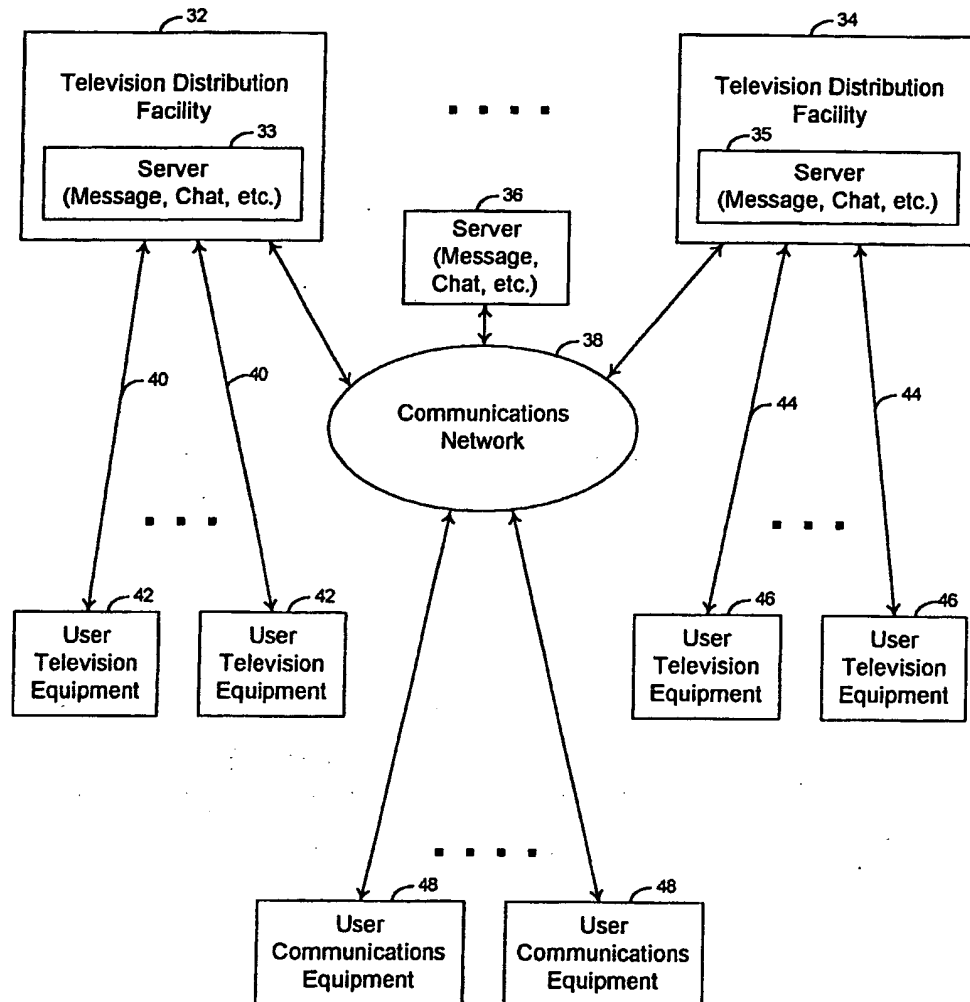 32
Television Distribution
Facility
33
Server
(Message, Chat, etc.)
34
Television Distribution
Facility
35
Server
(Message, Chat, etc.)
36
Server
(Message,
Chat, etc.)
38
Communications
Network
40
40
44
44
42
User
Television
Equipment
42
User
Television
Equipment
46
User
Television
Equipment
46
User
Television
Equipment
48
User
Communications
Equipment
48
User
Communications
Equipment